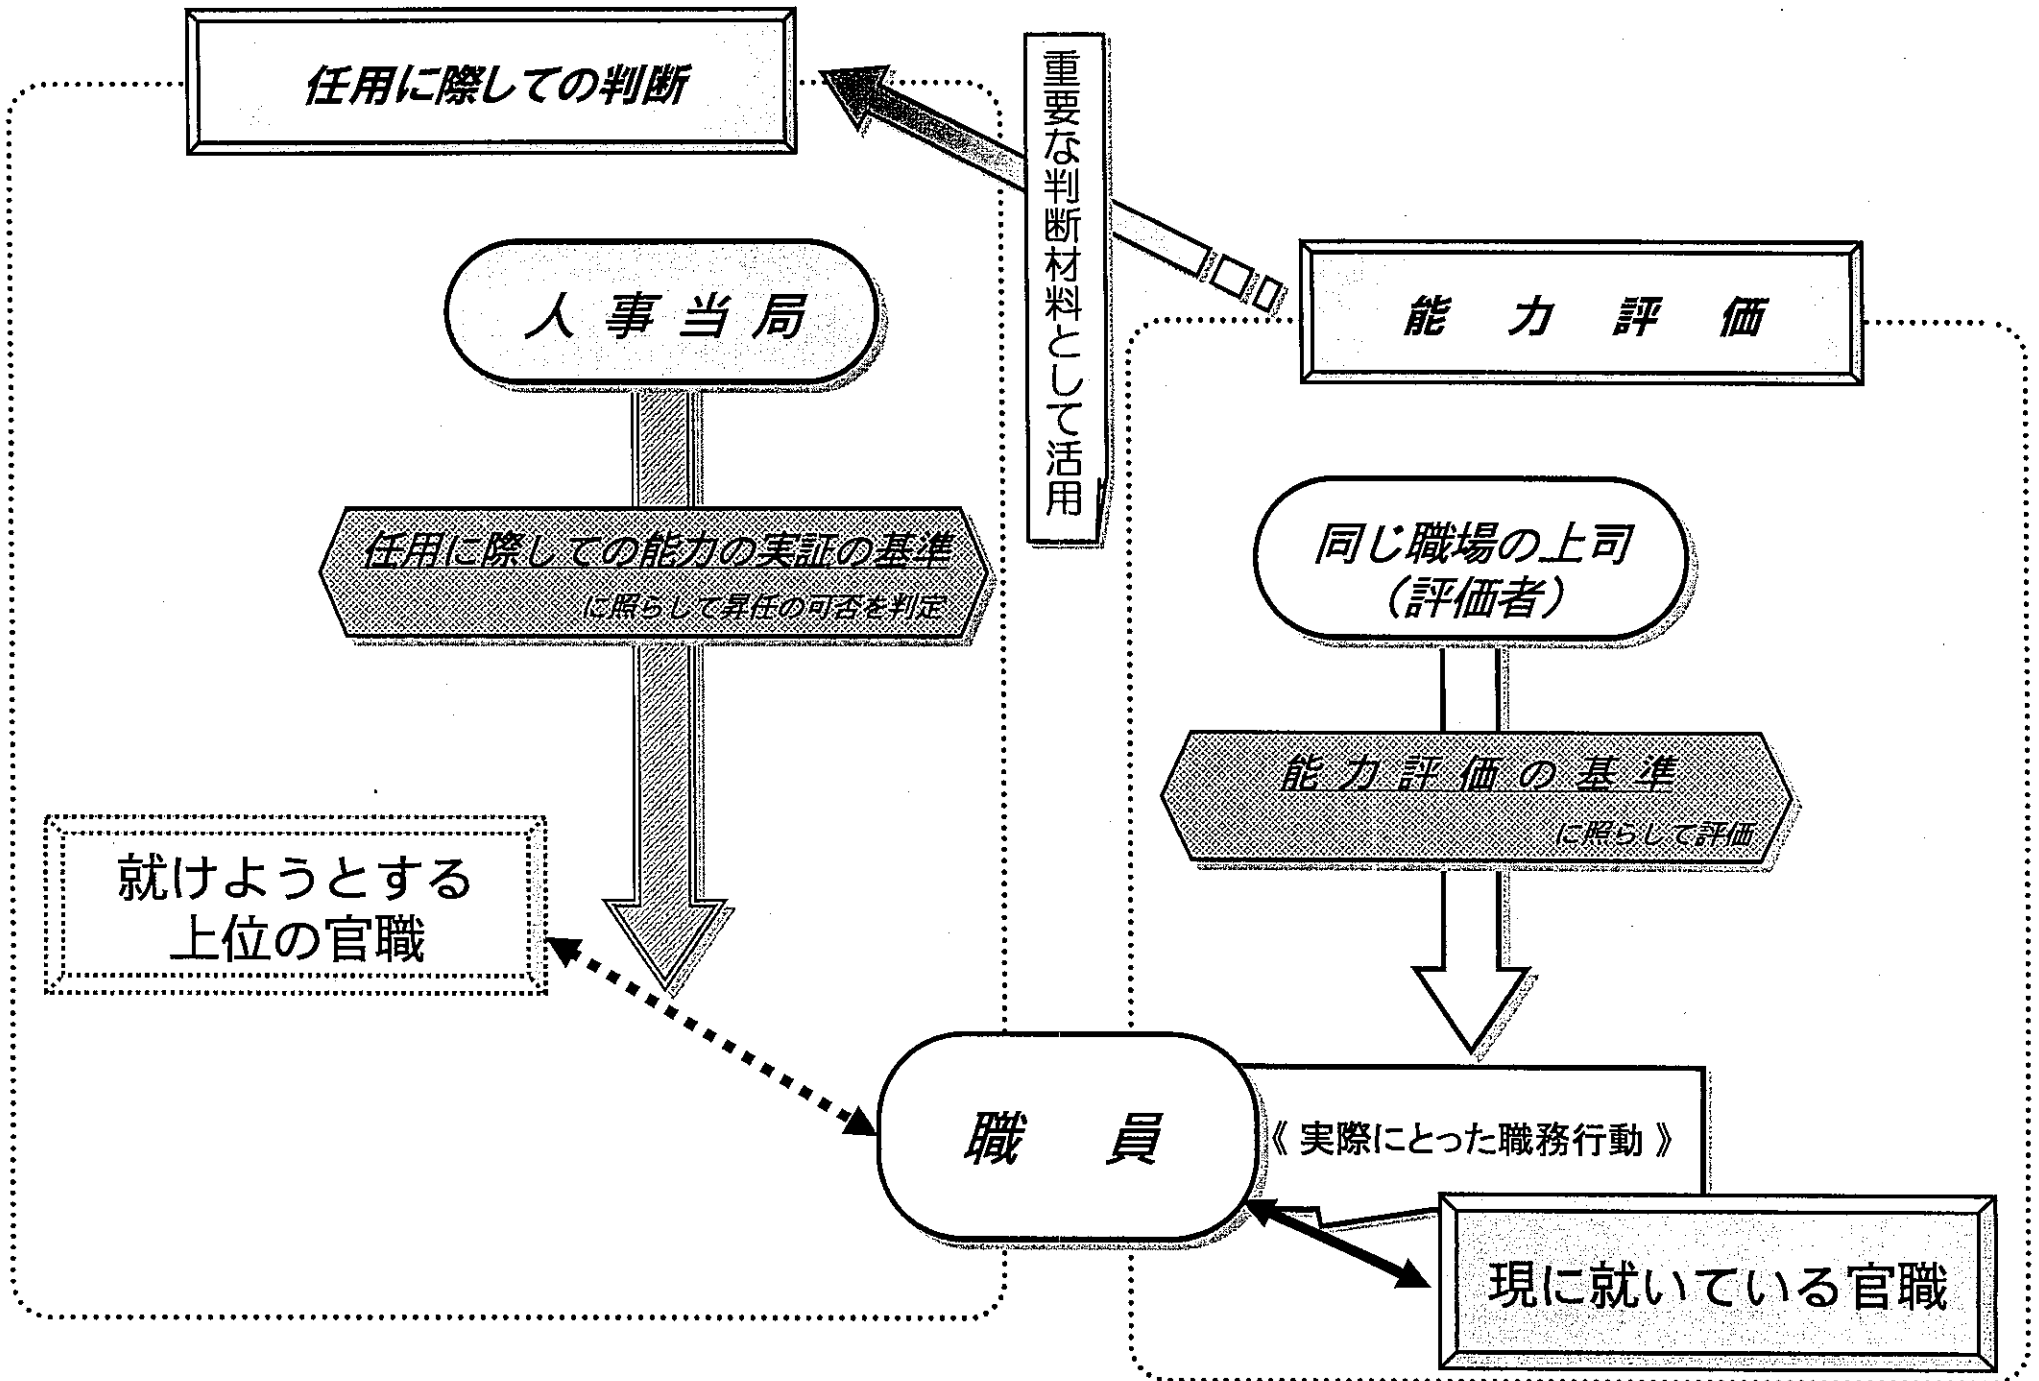 任用に際しての判断
重要な判断材料として活用
人事当局
能力評価
任用に際しての能力の実証の基準
に照らして昇任の可否を判定
同じ職場の上司
(評価者)
能力評価の基準
に照らして評価
就けようとする
上位の官職
職員
《実際にとった職務行動》
現に就いている官職